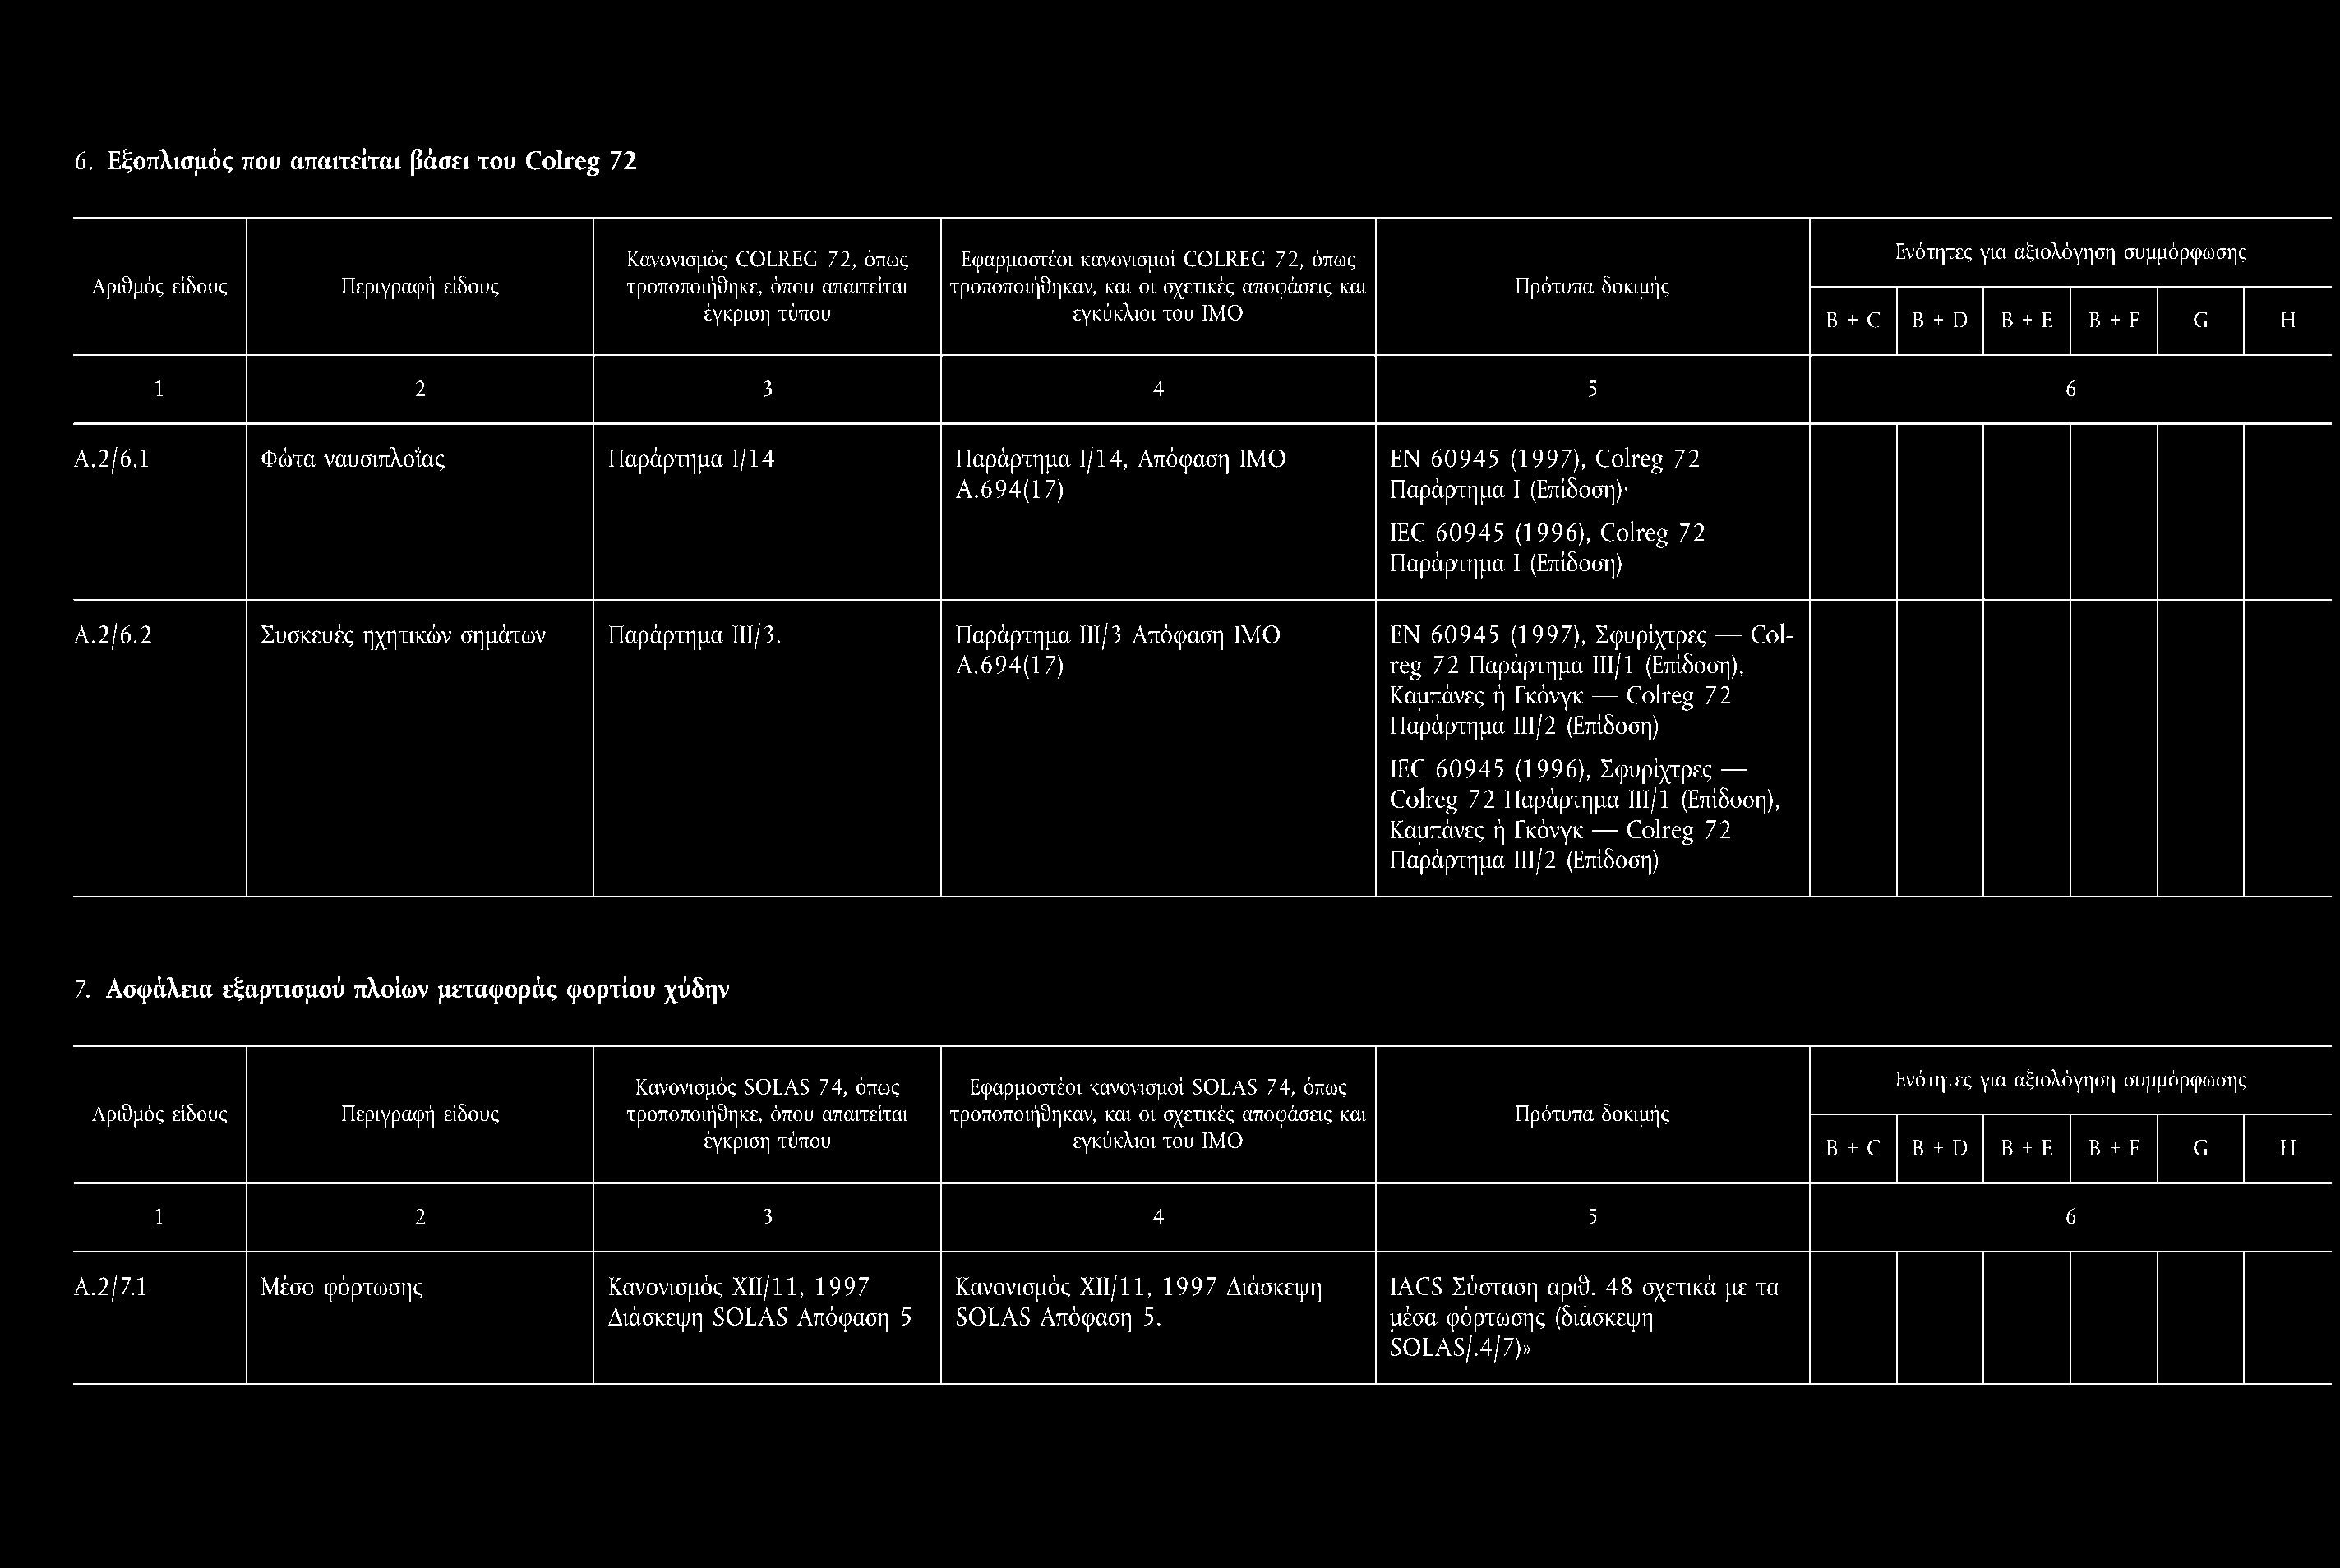 6. Εξοπλισμός που απαιτείται βάσει του Colreg 72
Αριθμός είδους
Περιγραφή είδους
Κανονισμός COLREG 72, όπως
τροποποιήθηκε, όπου απαιτείται
έγκριση τύπου
Εφαρμοστέοι κανονισμοί COLREG 72, όπως
τροποποιήθηκαν, και οι σχετικές αποφάσεις και
εγκύκλιοι του IMO
Πρότυπα δοκιμής
Ενότητες για αξιολόγηση συμμόρφωσης
B + C B + D B + E B + F G H
1 2 3 4 5 6
A.2/6.1
Φώτα ναυσιπλοΐας
Παράρτημα I/14
Παράρτημα I/14, Απόφαση IMO
A.694(17)
EN 60945 (1997), Colreg 72
Παράρτημα I (Επίδοση)·
IEC 60945 (1996), Colreg 72
Παράρτημα I (Επίδοση)
A.2/6.2
Συσκευές ηχητικών σημάτων
Παράρτημα III/3.
Παράρτημα III/3 Απόφαση IMO
A.694(17)
EN 60945 (1997), Σφυρίχτρες — Col-
reg 72 Παράρτημα III/1 (Επίδοση),
Καμπάνες ή Γκόνγκ — Colreg 72
Παράρτημα III/2 (Επίδοση)
IEC 60945 (1996), Σφυρίχτρες —
Colreg 72 Παράρτημα III/1 (Επίδοση),
Καμπάνες ή Γκόνγκ — Colreg 72
Παράρτημα III/2 (Επίδοση)
7. Ασφάλεια εξαρτισμού πλοίων μεταφοράς φορτίου χύδην
Αριθμός είδους
Περιγραφή είδους
Κανονισμός SOLAS 74, όπως
τροποποιήθηκε, όπου απαιτείται
έγκριση τύπου
Εφαρμοστέοι κανονισμοί SOLAS 74, όπως
τροποποιήθηκαν, και οι σχετικές αποφάσεις και
εγκύκλιοι του IMO
Πρότυπα δοκιμής
Ενότητες για αξιολόγηση συμμόρφωσης
B + C B + D B + E B + F G H
1 2 3 4 5 6
A.2/7.1
Μέσο φόρτωσης
Κανονισμός XII/11, 1997
Διάσκεψη SOLAS Απόφαση 5
Κανονισμός XII/11, 1997 Διάσκεψη
SOLAS Απόφαση 5.
IACS Σύσταση αριθ. 48 σχετικά με τα
μέσα φόρτωσης (διάσκεψη
SOLAS/.4/7)»